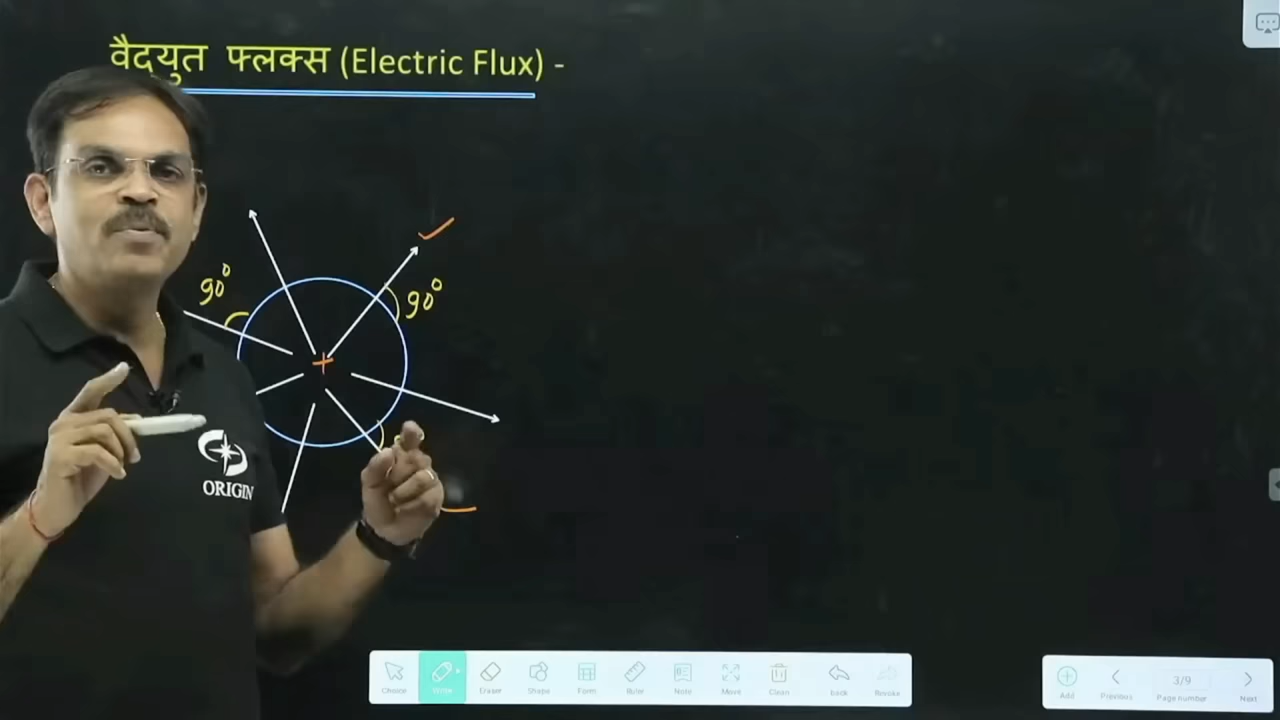 वैद्युत फ्लक्स (Electric Flux) -
90°
90°
+
ORIGIN
Choice
Write
Eraser
Shape
Form
Ruler
Note
Move
Clean
back
Revoke
Add
Previous
3/9
Page number
Next